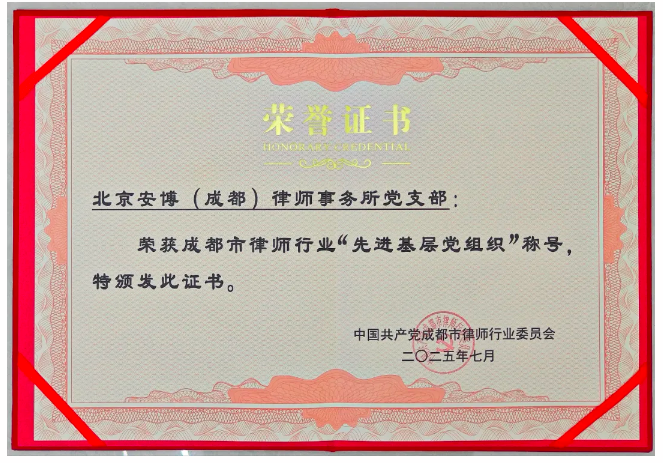 荣誉证书
HONORARY CREDENTIAL
北京安博（成都）律师事务所党支部：
荣获成都市律师行业“先进基层党组织”称号，
特颁发此证书。
中国共产党成都市律师行业委员会
二〇二五年七月